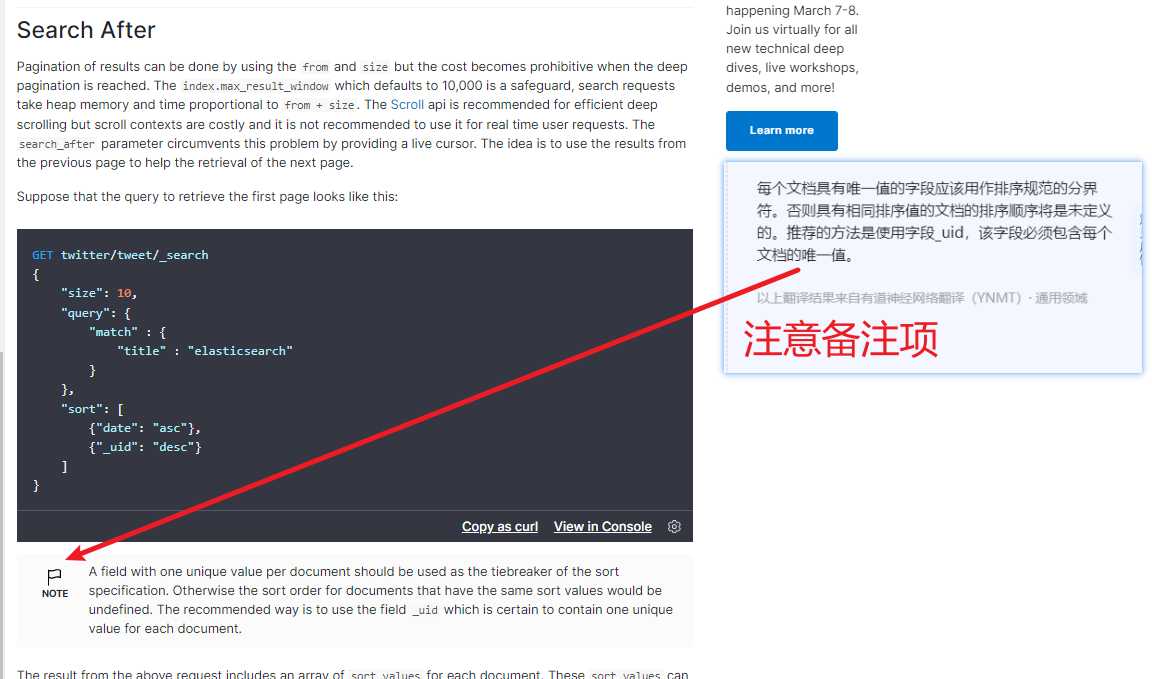 Search After
Pagination of results can be done by using the from and size but the cost becomes prohibitive when the deep
pagination is reached. The index.max_result_window which defaults to 10,000 is a safeguard, search requests
take heap memory and time proportional to from + size. The Scroll api is recommended for efficient deep
scrolling but scroll contexts are costly and it is not recommended to use it for real time user requests. The
search_after parameter circumvents this problem by providing a live cursor. The idea is to use the results from
the previous page to help the retrieval of the next page.
Suppose that the query to retrieve the first page looks like this:
GET twitter/tweet/_search
{
"size": 10,
"query": {
"match" : {
"title" : "elasticsearch"
}
},
"sort": [
{"date": "asc"},
{"_uid": "desc"}
]
}
Copy as curl View in Console
NOTE
A field with one unique value per document should be used as the tiebreaker of the sort
specification. Otherwise the sort order for documents that have the same sort values would be
undefined. The recommended way is to use the field _uid which is certain to contain one unique
value for each document.
The result from the above request includes an array of sort values for each document. These sort values can
happening March 7-8.
Join us virtually for all
new technical deep
dives, live workshops,
demos, and more!
Learn more
每个文档具有唯一值的字段应该用作排序规范的分界
符。否则具有相同排序值的文档的排序顺序将是未定义
的。推荐的方法是使用字段_uid，该字段必须包含每个
文档的唯一值。
以上翻译结果来自有道神经网络翻译（YNMT）· 通用领域
注意备注项